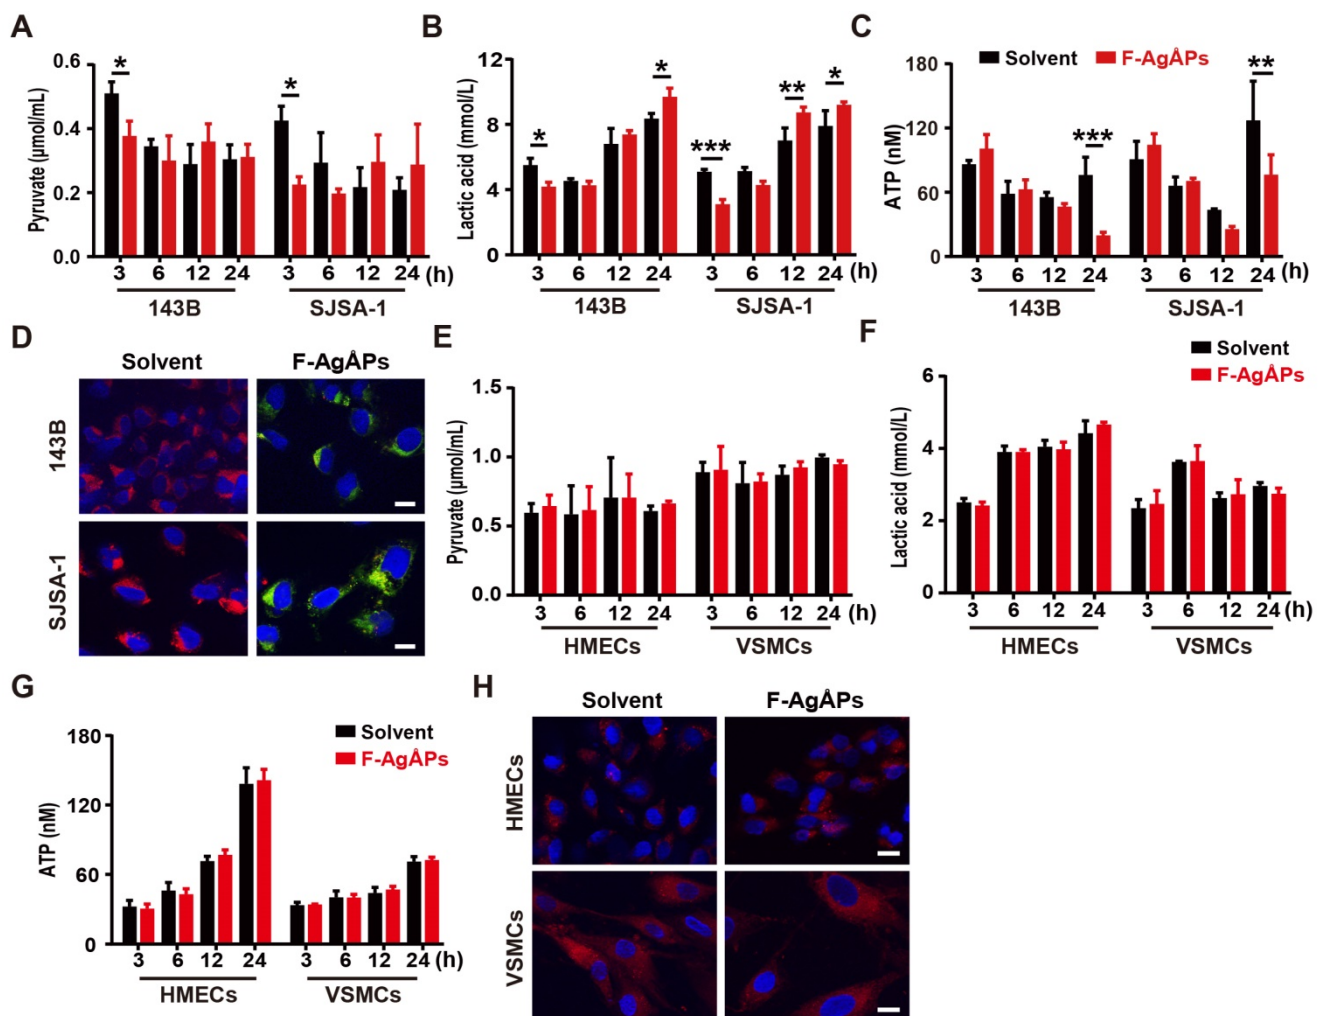 A
Pyruvate (μmol/mL)
0.6
0.4
0.2
0.0
*
*
3 6 12 24 3 6 12 24 (h)
143B SJSA-1
B
Lactic acid (mmol/L)
12
8
4
0
*
*
***
**
*
3 6 12 24 3 6 12 24 (h)
143B SJSA-1
C
Solvent F-AgÅPs
ATP (nM)
180
120
60
0
***
**
3 6 12 24 3 6 12 24 (h)
143B SJSA-1
D
Solvent F-AgÅPs
143B
SJSA-1
E
Pyruvate (μmol/mL)
1.5
1.0
0.5
0.0
3 6 12 24 3 6 12 24 (h)
HMECs VSMCs
F
Solvent
F-AgÅPs
Lactic acid (mmol/L)
6
4
2
0
3 6 12 24 3 6 12 24 (h)
HMECs VSMCs
G
Solvent
F-AgÅPs
ATP (nM)
180
120
60
0
3 6 12 24 3 6 12 24 (h)
HMECs VSMCs
H
Solvent F-AgÅPs
HMECs
VSMCs